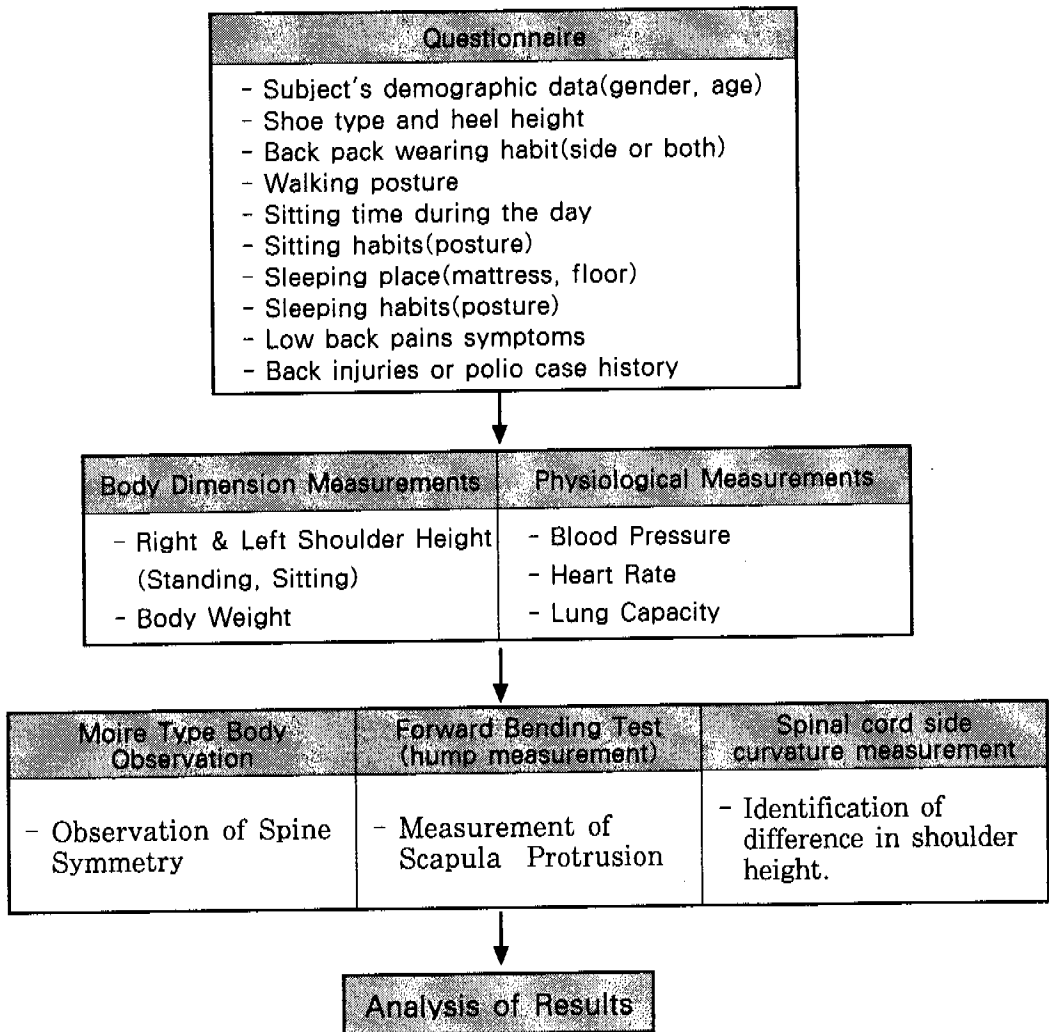 Questionnaire
- Subject's demographic data(gender, age)
- Shoe type and heel height
- Back pack wearing habit(side or both)
- Walking posture
- Sitting time during the day
- Sitting habits(posture)
- Sleeping place(mattress, floor)
- Sleeping habits(posture)
- Low back pains symptoms
- Back injuries or polio case history
Body Dimension Measurements
- Right & Left Shoulder Height
(Standing, Sitting)
- Body Weight
Physiological Measurements
- Blood Pressure
- Heart Rate
- Lung Capacity
Moire Type Body
Observation
- Observation of Spine
Symmetry
Forward Bending Test
(hump measurement)
- Measurement of
Scapula Protrusion
Spinal cord side
curvature measurement
- Identification of
difference in shoulder
height.
Analysis of Results